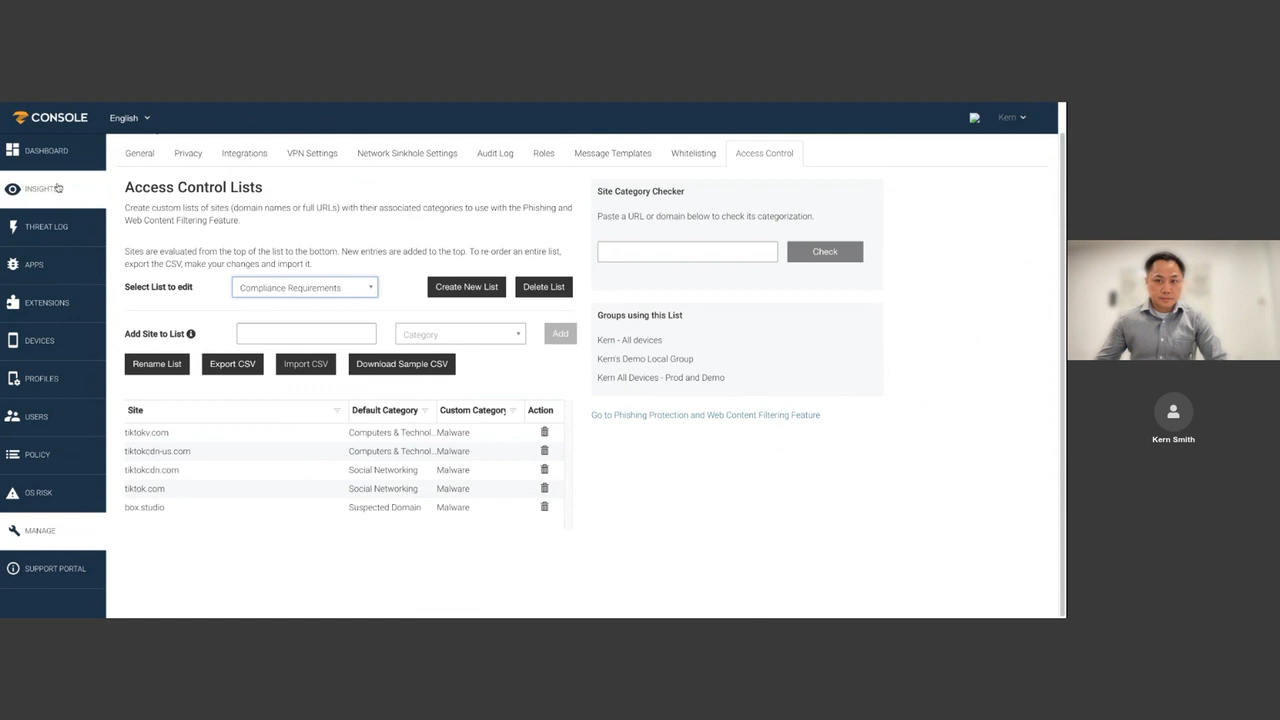 CONSOLE
English
Kern
DASHBOARD
INSIGHTS
THREAT LOG
APPS
EXTENSIONS
DEVICES
PROFILES
USERS
POLICY
OS RISK
MANAGE
SUPPORT PORTAL
General
Privacy
Integrations
VPN Settings
Network Sinkhole Settings
Audit Log
Roles
Message Templates
Whitelisting
Access Control
Access Control Lists
Create custom lists of sites (domain names or full URLs) with their associated categories to use with the Phishing and
Web Content Filtering Feature.
Sites are evaluated from the top of the list to the bottom. New entries are added to the top. To re order an entire list,
export the CSV, make your changes and import it.
Select List to edit
Compliance Requirements
Create New List
Delete List
Add Site to List
Category
Add
Rename List
Export CSV
Import CSV
Download Sample CSV
Site Default Category Custom Category Action
tiktokv.com Computers & Technol... Malware
tiktokcdn-us.com Computers & Technol... Malware
tiktokcdn.com Social Networking Malware
tiktok.com Social Networking Malware
box.studio Suspected Domain Malware
Site Category Checker
Paste a URL or domain below to check its categorization.
Check
Groups using this List
Kern - All devices
Kern's Demo Local Group
Kern All Devices - Prod and Demo
Go to Phishing Protection and Web Content Filtering Feature
Kern Smith